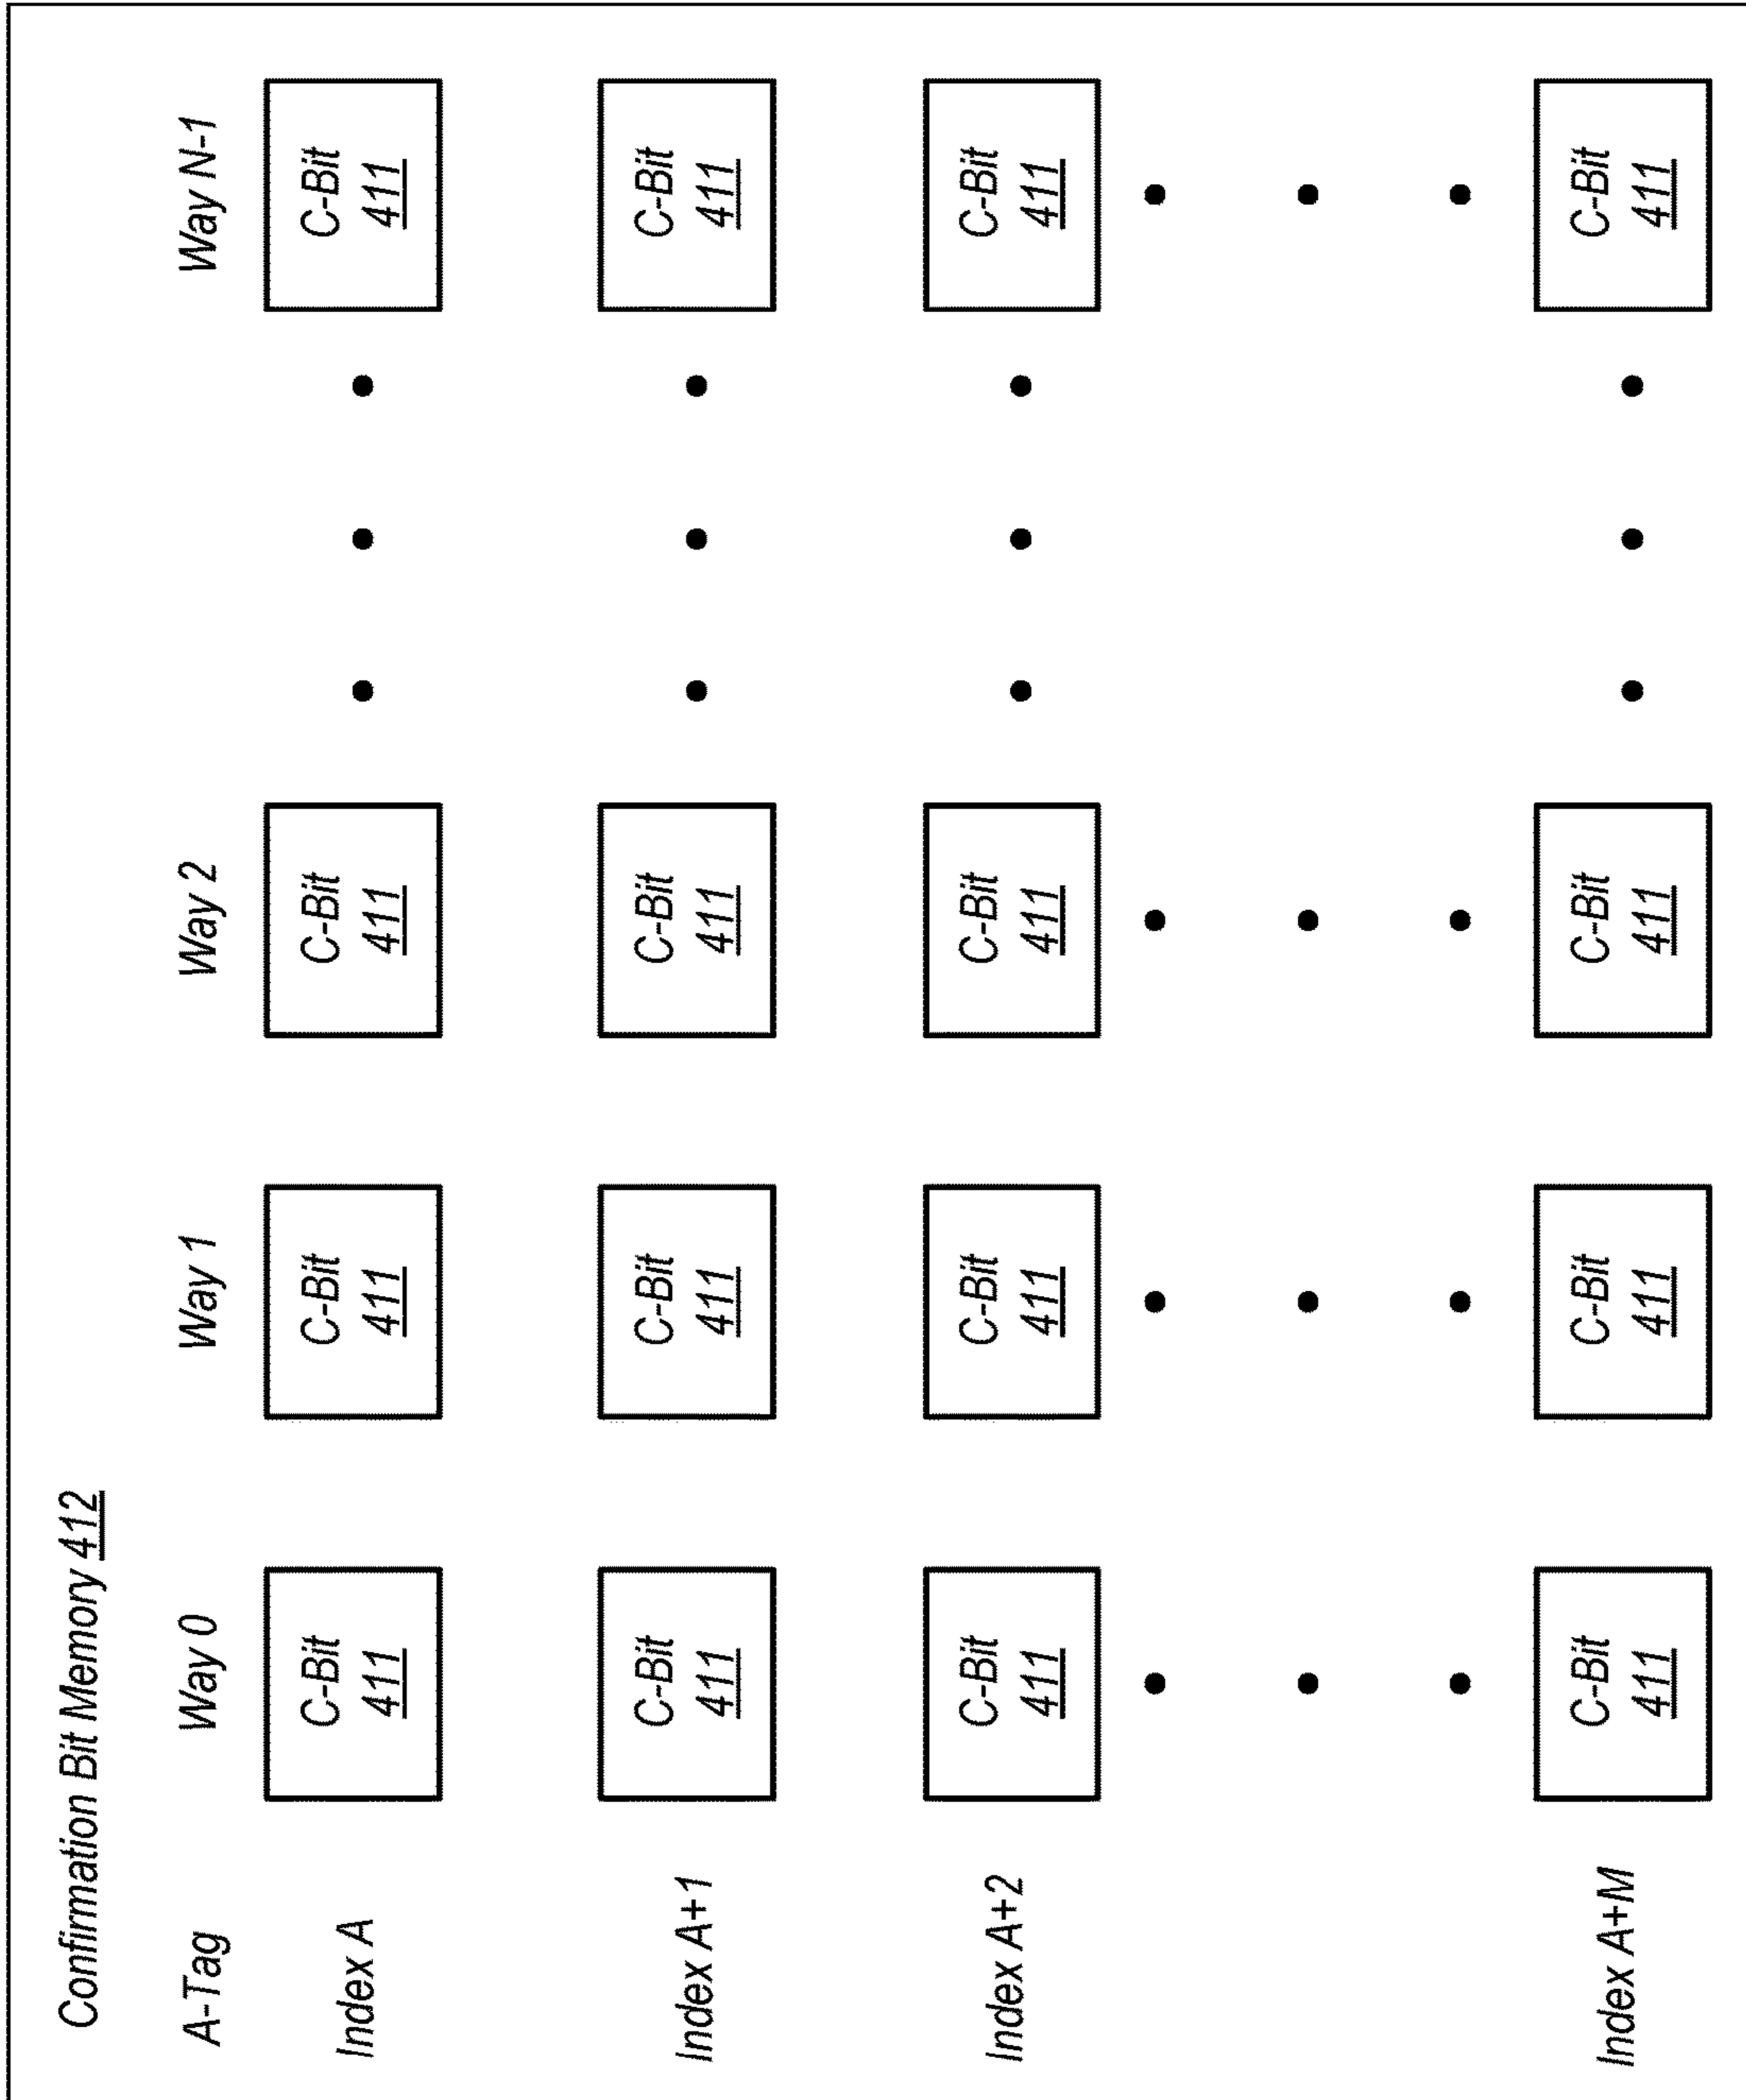 Confirmation Bit Memory 412
A-Tag Way 0 Way 1 Way 2 Way N-1
Index A C-Bit C-Bit C-Bit C-Bit
411 411 411 411
Index A+1 C-Bit C-Bit C-Bit C-Bit
411 411 411 411
Index A+2 C-Bit C-Bit C-Bit C-Bit
411 411 411 411
Index A+M C-Bit C-Bit C-Bit C-Bit
411 411 411 411